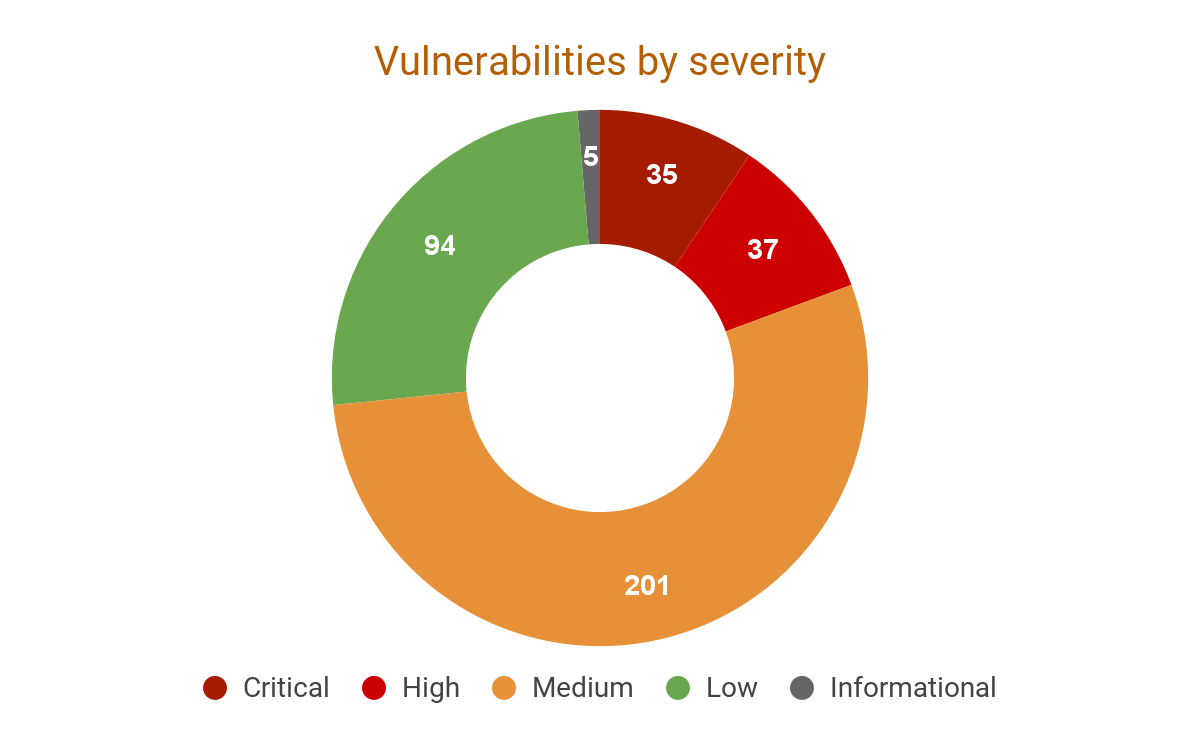 Vulnerabilities by severity
5
35
37
94
201
Critical High Medium Low Informational